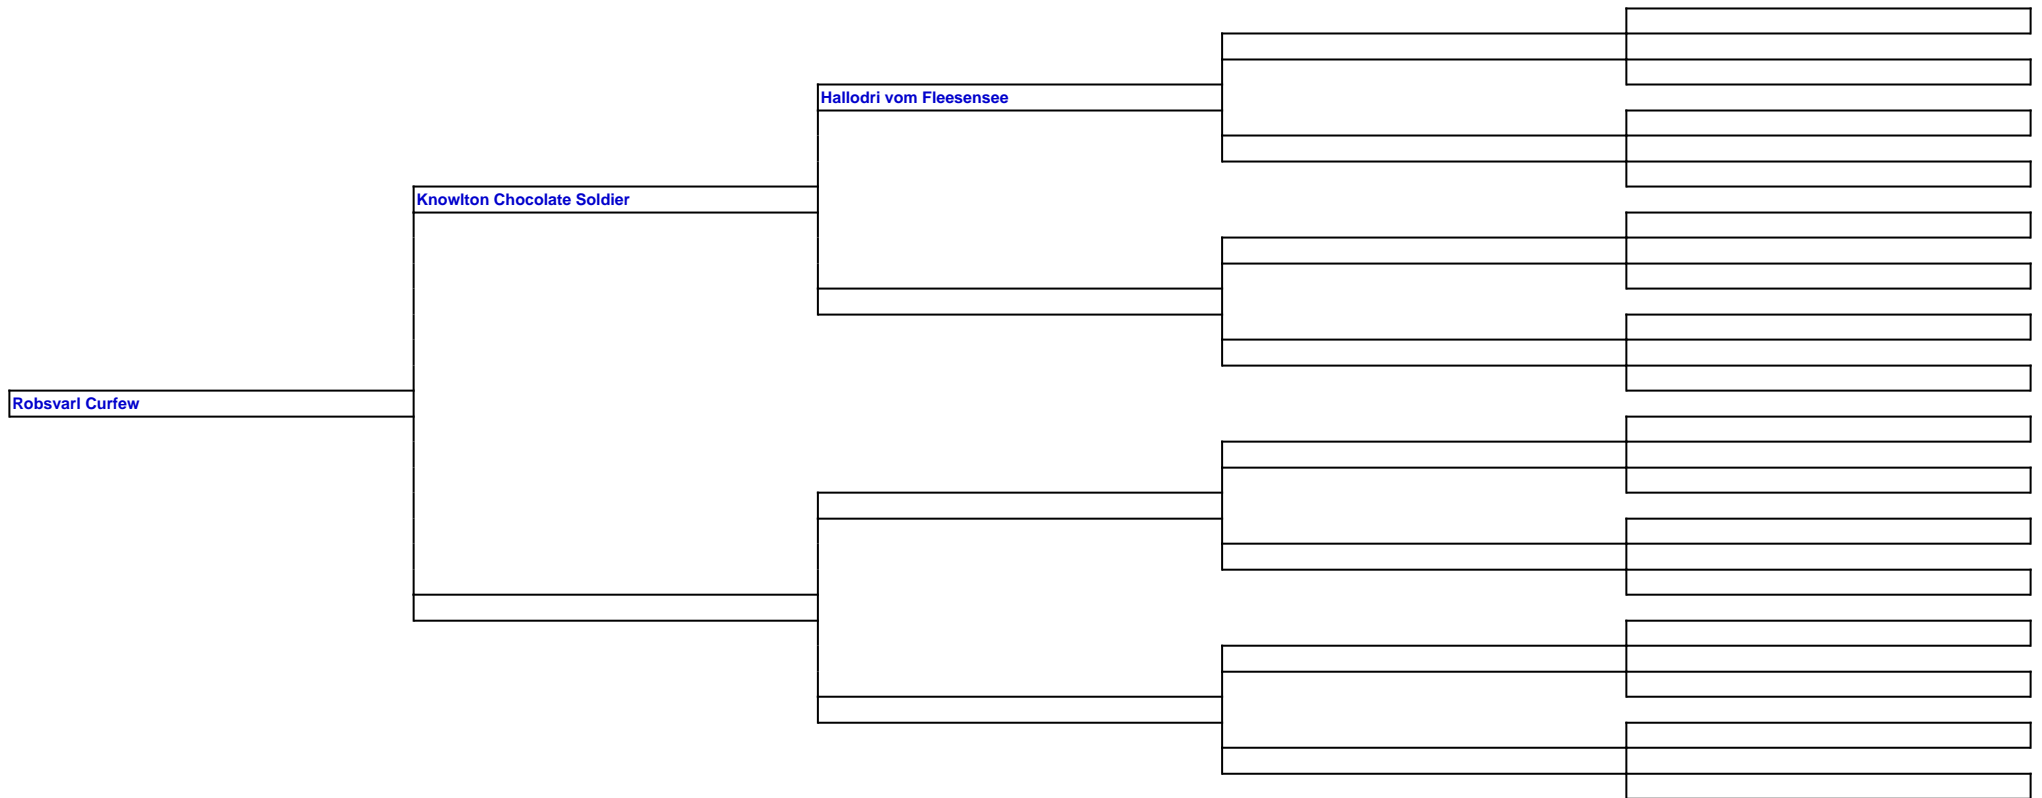 Hallodri vom Fleesensee
Knowlton Chocolate Soldier
Robsvarl Curfew